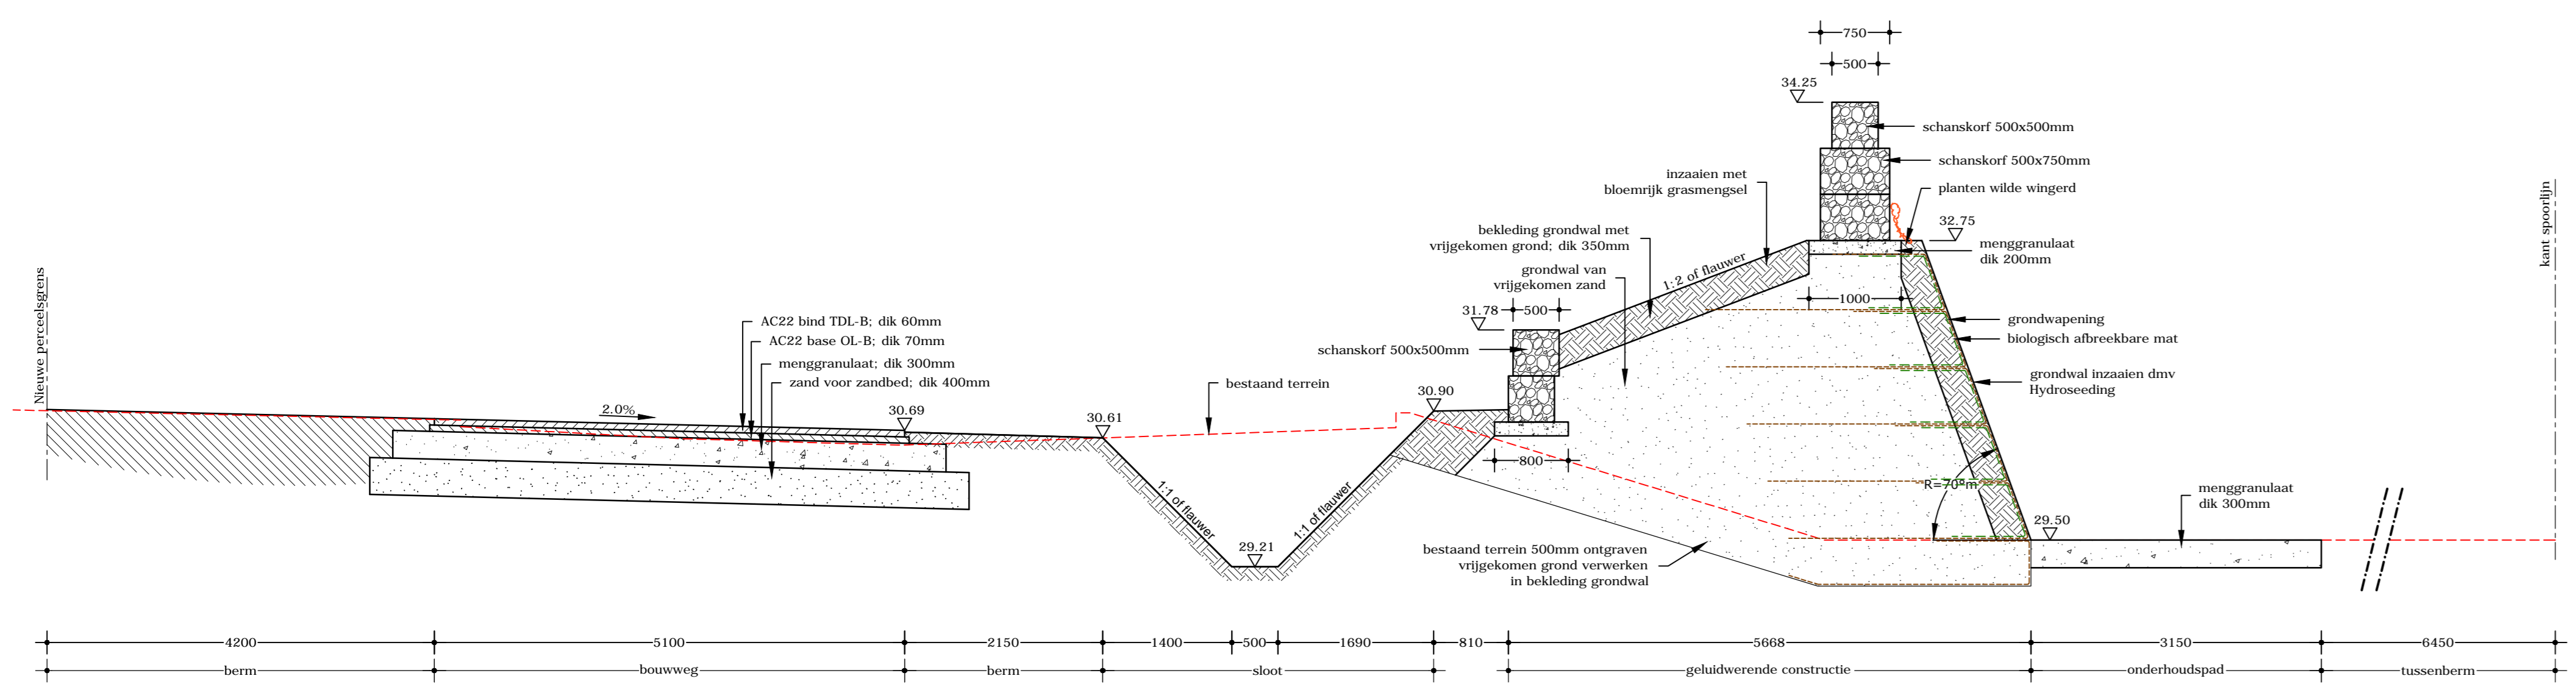 750
500
34.25
schanskorf 500x500mm
schanskorf 500x750mm
inzaaien met
bloemrijk grasmengsel
planten wilde wingerd
32.75
bekleding grondwal met
vrijgekomen grond; dik 350mm
menggranulaat
dik 200mm
1:2 of flauwer
grondwal van
vrijgekomen zand
kant spoorlijn
Nieuwe perceelsgrens
1000
31.78
500
grondwapening
AC22 bind TDL-B; dik 60mm
AC22 base OL-B; dik 70mm
biologisch afbreekbare mat
schanskorf 500x500mm
menggranulaat; dik 300mm
zand voor zandbed; dik 400mm
bestaand terrein
grondwal inzaaien dmv
Hydroseeding
30.90
2.0%
30.69
30.61
800
R=70°m
menggranulaat
dik 300mm
1:1 of flauwer
1:1 of flauwer
29.50
29.21
bestaand terrein 500mm ontgraven
vrijgekomen grond verwerken
in bekleding grondwal
4200 5100 2150 1400 500 1690 810 5668 3150 6450
berm bouwweg berm sloot geluidwerende constructie onderhoudspad tussenberm